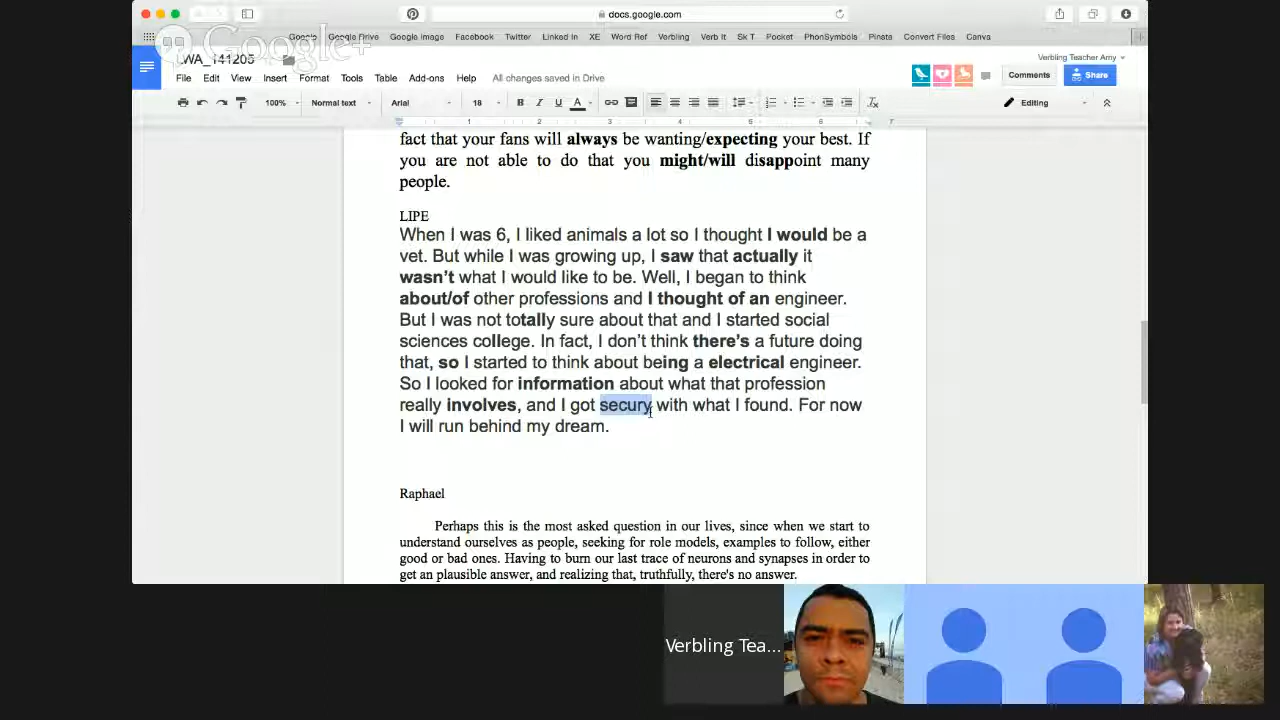 docs.google.com
Google+
Google Google Drive Google Image Facebook Twitter Linked In XE Word Ref Verbling Verb It Sk T Pocket PhonSymbols Pinsta Convert Files Canva
LWA_141205
Verbling Teacher Amy
File Edit View Insert Format Tools Table Add-ons Help All changes saved in Drive
Comments Share
100% Normal text Arial 18 B I U A Editing
1 2 3 4 5 6 7
fact that your fans will always be wanting/expecting your best. If
you are not able to do that you might/will disappoint many
people.
LIPE
When I was 6, I liked animals a lot so I thought I would be a
vet. But while I was growing up, I saw that actually it
wasn't what I would like to be. Well, I began to think
about/of other professions and I thought of an engineer.
But I was not totally sure about that and I started social
sciences college. In fact, I don't think there's a future doing
that, so I started to think about being a electrical engineer.
So I looked for information about what that profession
really involves, and I got secury with what I found. For now
I will run behind my dream.
Raphael
Perhaps this is the most asked question in our lives, since when we start to
understand ourselves as people, seeking for role models, examples to follow, either
good or bad ones. Having to burn our last trace of neurons and synapses in order to
get an plausible answer, and realizing that, truthfully, there's no answer.
Verbling Tea...